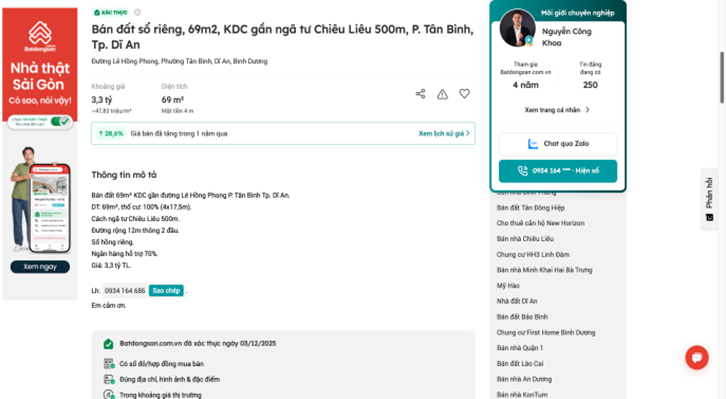 Batdongsan
Nhà thật
Sài Gòn
Có sao, nói vậy!
Xem ngay
XÁC THỰC
Bán đất sổ riêng, 69m2, KDC gần ngã tư Chiêu Liêu 500m, P. Tân Bình,
Tp. Dĩ An
Đường Lê Hồng Phong, Phường Tân Bình, Dĩ An, Bình Dương
Khoảng giá
Diện tích
3,3 tỷ
69 m²
~47,83 triệu/m²
Mặt tiền 4 m
28,6% Giá bán đã tăng trong 1 năm qua
Xem lịch sử giá
Thông tin mô tả
Bán đất 69m² KDC gần đường Lê Hồng Phong P. Tân Bình Tp. Dĩ An.
DT: 69m², thổ cư: 100% (4x17,5m).
Cách ngã tư Chiêu Liêu 500m.
Đường rộng 12m thông 2 đầu.
Sổ hồng riêng.
Ngân hàng hỗ trợ 70%.
Giá: 3,3 tỷ TL.
Lh: 0934 164 686 Sao chép .
Em cảm ơn.
Batdongsan.com.vn đã xác thực ngày 03/12/2025
Có sổ đỏ/hợp đồng mua bán
Đúng địa chỉ, hình ảnh & đặc điểm
Trong khoảng giá thị trường
Môi giới chuyên nghiệp
Nguyễn Công
Khoa
Tham gia
Batdongsan.com.vn
4 năm
Tin đăng
đang có
250
Xem trang cá nhân
Chat qua Zalo
0934 164 *** · Hiện số
Bán đất Tân Đông Hiệp
Cho thuê căn hộ New Horizon
Bán nhà Chiêu Liêu
Chung cư HH3 Linh Đàm
Bán nhà Minh Khai Hai Bà Trưng
Mỹ Hào
Nhà đất Dĩ An
Bán đất Bảo Bình
Chung cư First Home Bình Dương
Bán nhà Quận 1
Bán đất Lào Cai
Bán nhà An Dương
Bán nhà KonTum
Phản hồi